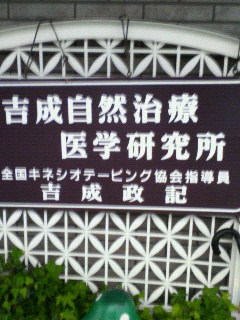 吉成自然治療
医学研究所
全国キネシオテーピング協会指導員
吉成政記